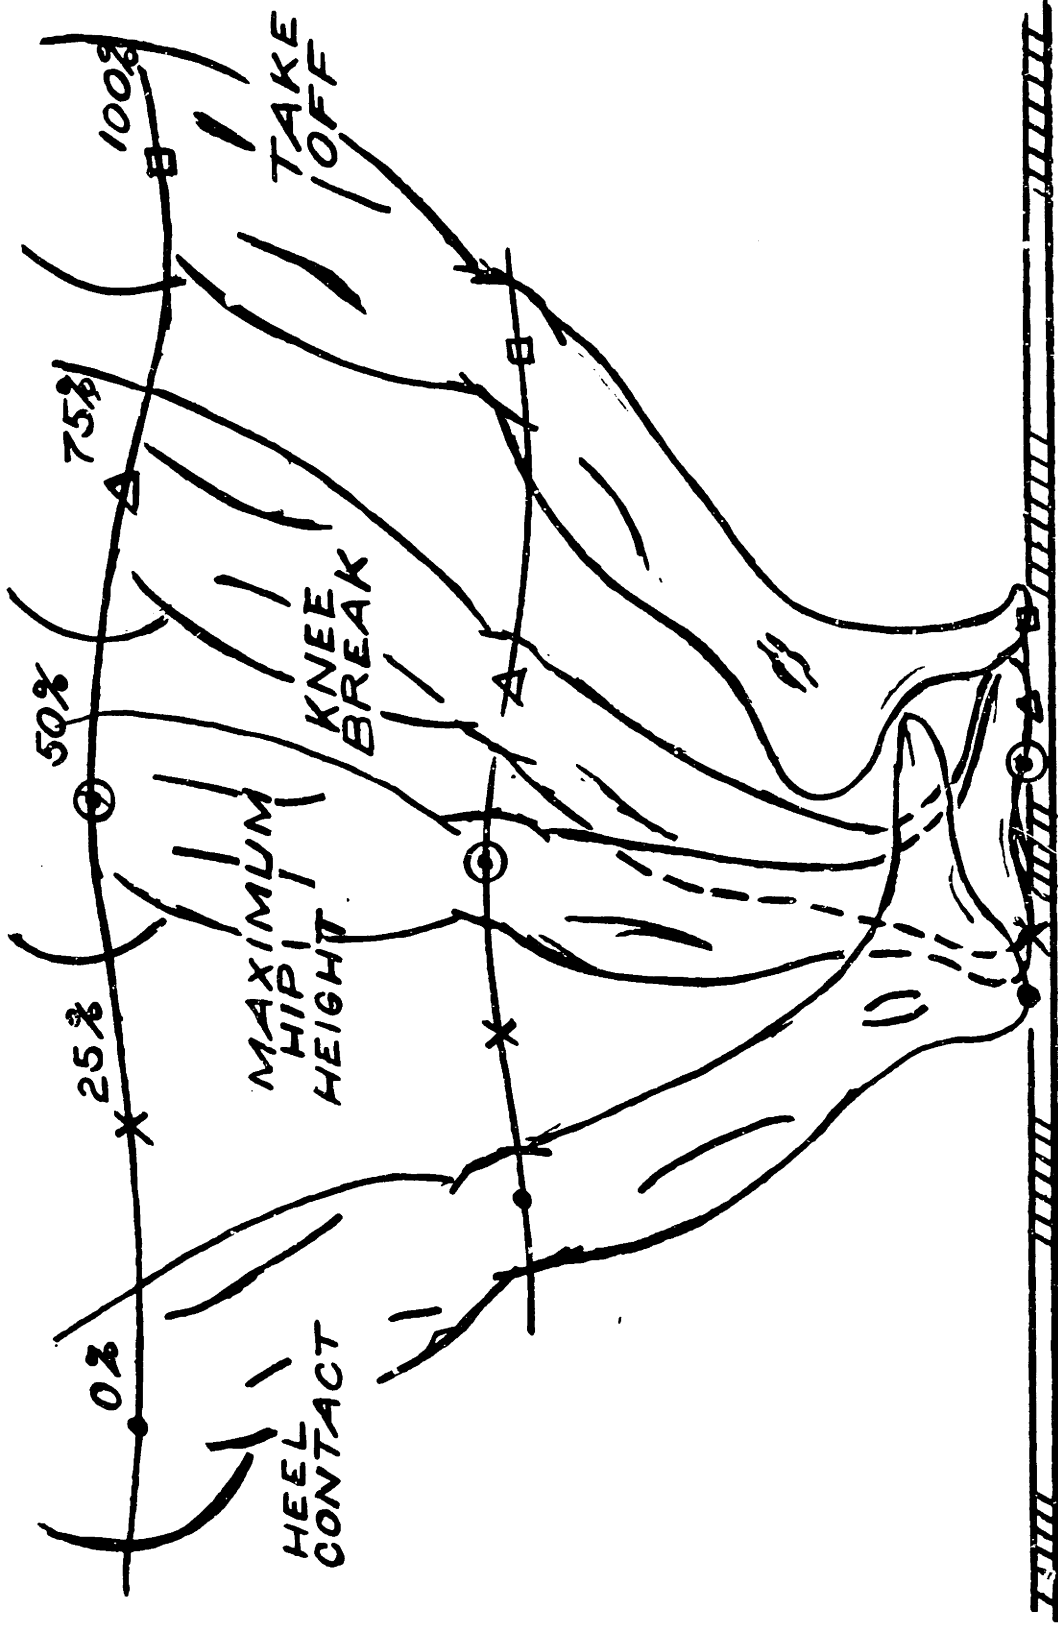 0%
25%
50%
75%
100%
HEEL
CONTACT
MAXIMUM
HIP
HEIGHT
KNEE
BREAK
TAKE
OFF